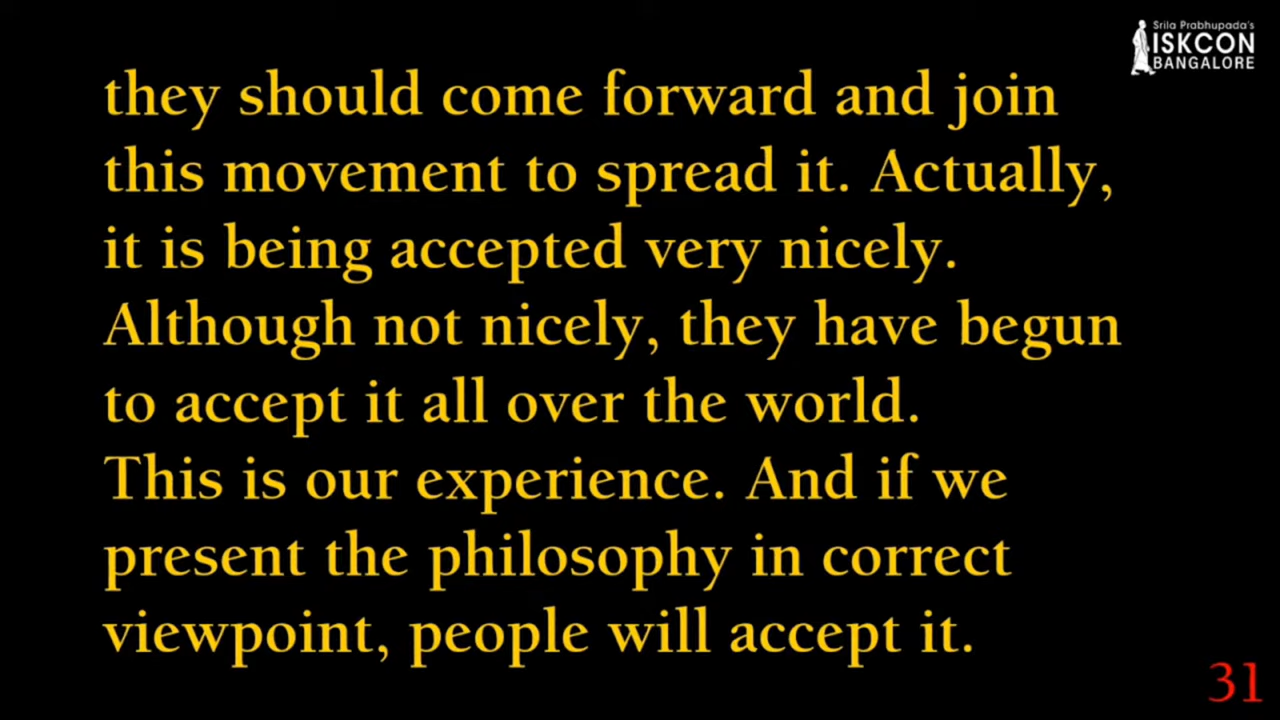 Srila Prabhupada's
ISKCON
BANGALORE
they should come forward and join
this movement to spread it. Actually,
it is being accepted very nicely.
Although not nicely, they have begun
to accept it all over the world.
This is our experience. And if we
present the philosophy in correct
viewpoint, people will accept it.
31